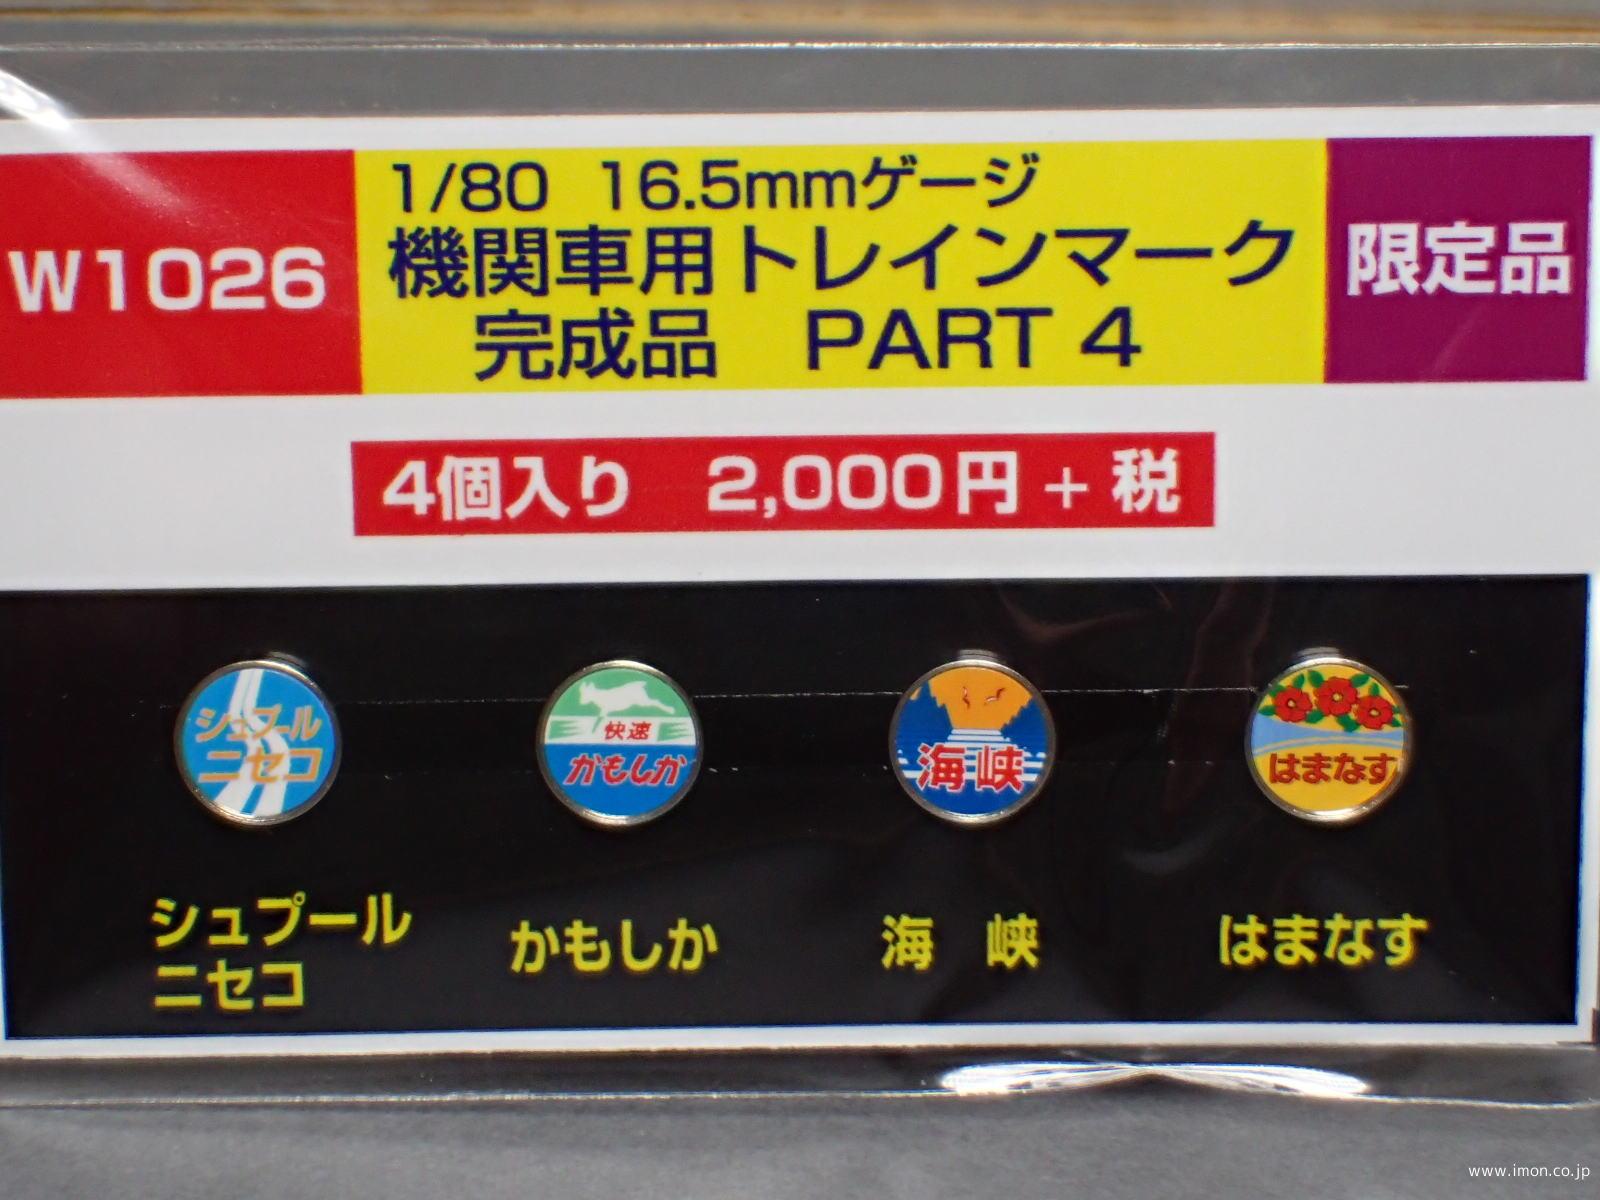 W1026
1/80 16.5mmゲージ
機関車用トレインマーク
完成品 PART 4
限定品
4個入り 2,000円 + 税
シュプール
ニセコ
快速
かもしか
海峡
はまなす
シュプール
ニセコ
かもしか
海 峡
はまなす
www.imon.co.jp